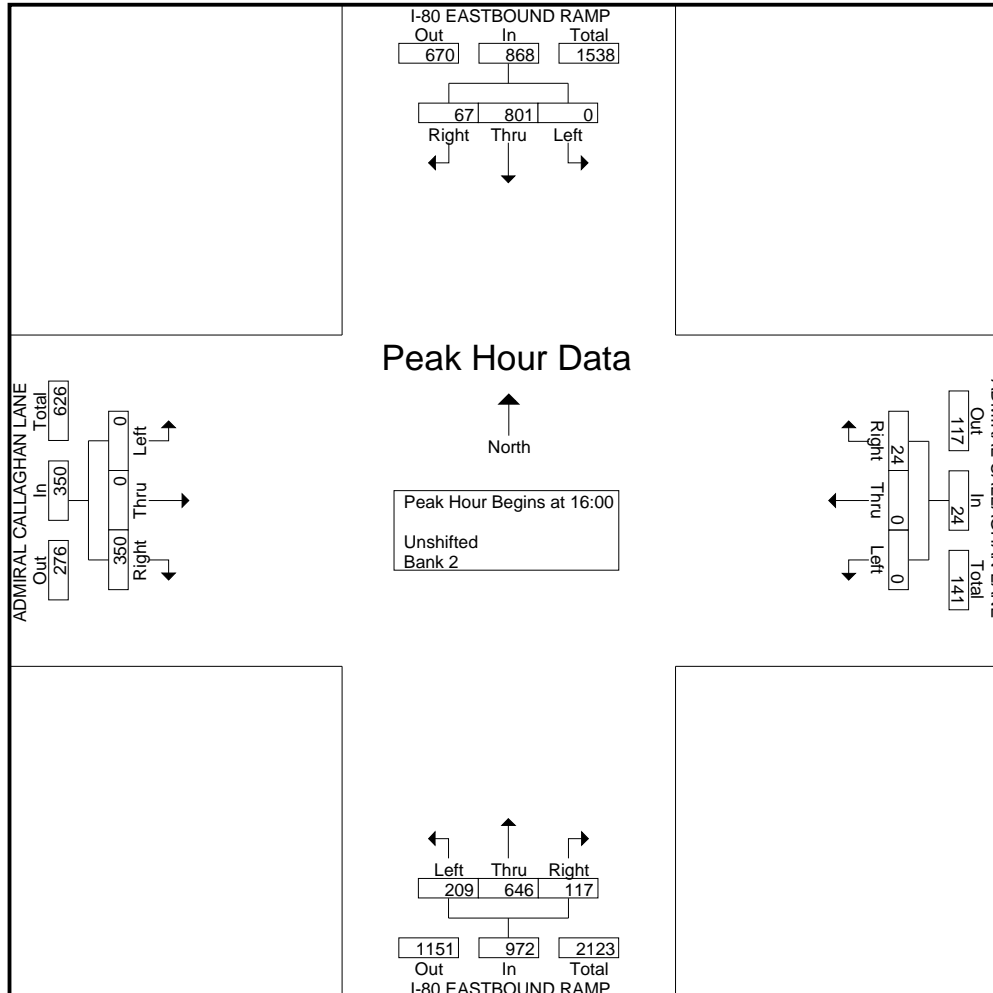 I-80 EASTBOUND RAMP
Out In Total
670 868 1538
67 801 0
Right Thru Left
Peak Hour Data
North
Peak Hour Begins at 16:00
Unshifted
Bank 2
ADMIRAL CALLAGHAN LANE
Total In Out
626 350 276
0 0 350
Left Thru Right
Out In Total
117 24 141
24 0 0
Right Thru Left
Left Thru Right
209 646 117
1151 972 2123
Out In Total
I-80 EASTBOUND RAMP